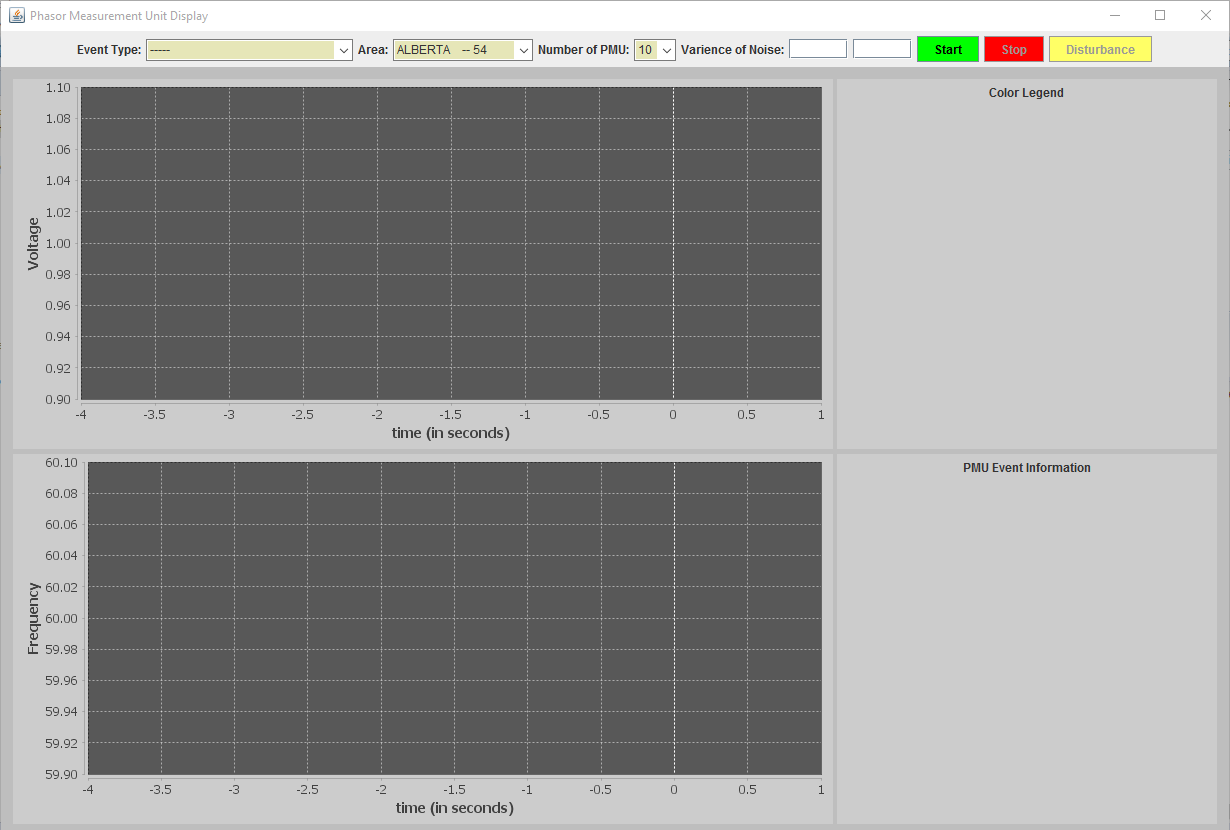 Phasor Measurement Unit Display
Event Type: ----- Area: ALBERTA -- 54 Number of PMU: 10 Varience of Noise: Start Stop Disturbance
Color Legend
1.10
1.08
1.06
1.04
1.02
1.00
0.98
0.96
0.94
0.92
0.90
Voltage
-4 -3.5 -3 -2.5 -2 -1.5 -1 -0.5 0 0.5 1
time (in seconds)
PMU Event Information
60.10
60.08
60.06
60.04
60.02
60.00
59.98
59.96
59.94
59.92
59.90
Frequency
-4 -3.5 -3 -2.5 -2 -1.5 -1 -0.5 0 0.5 1
time (in seconds)